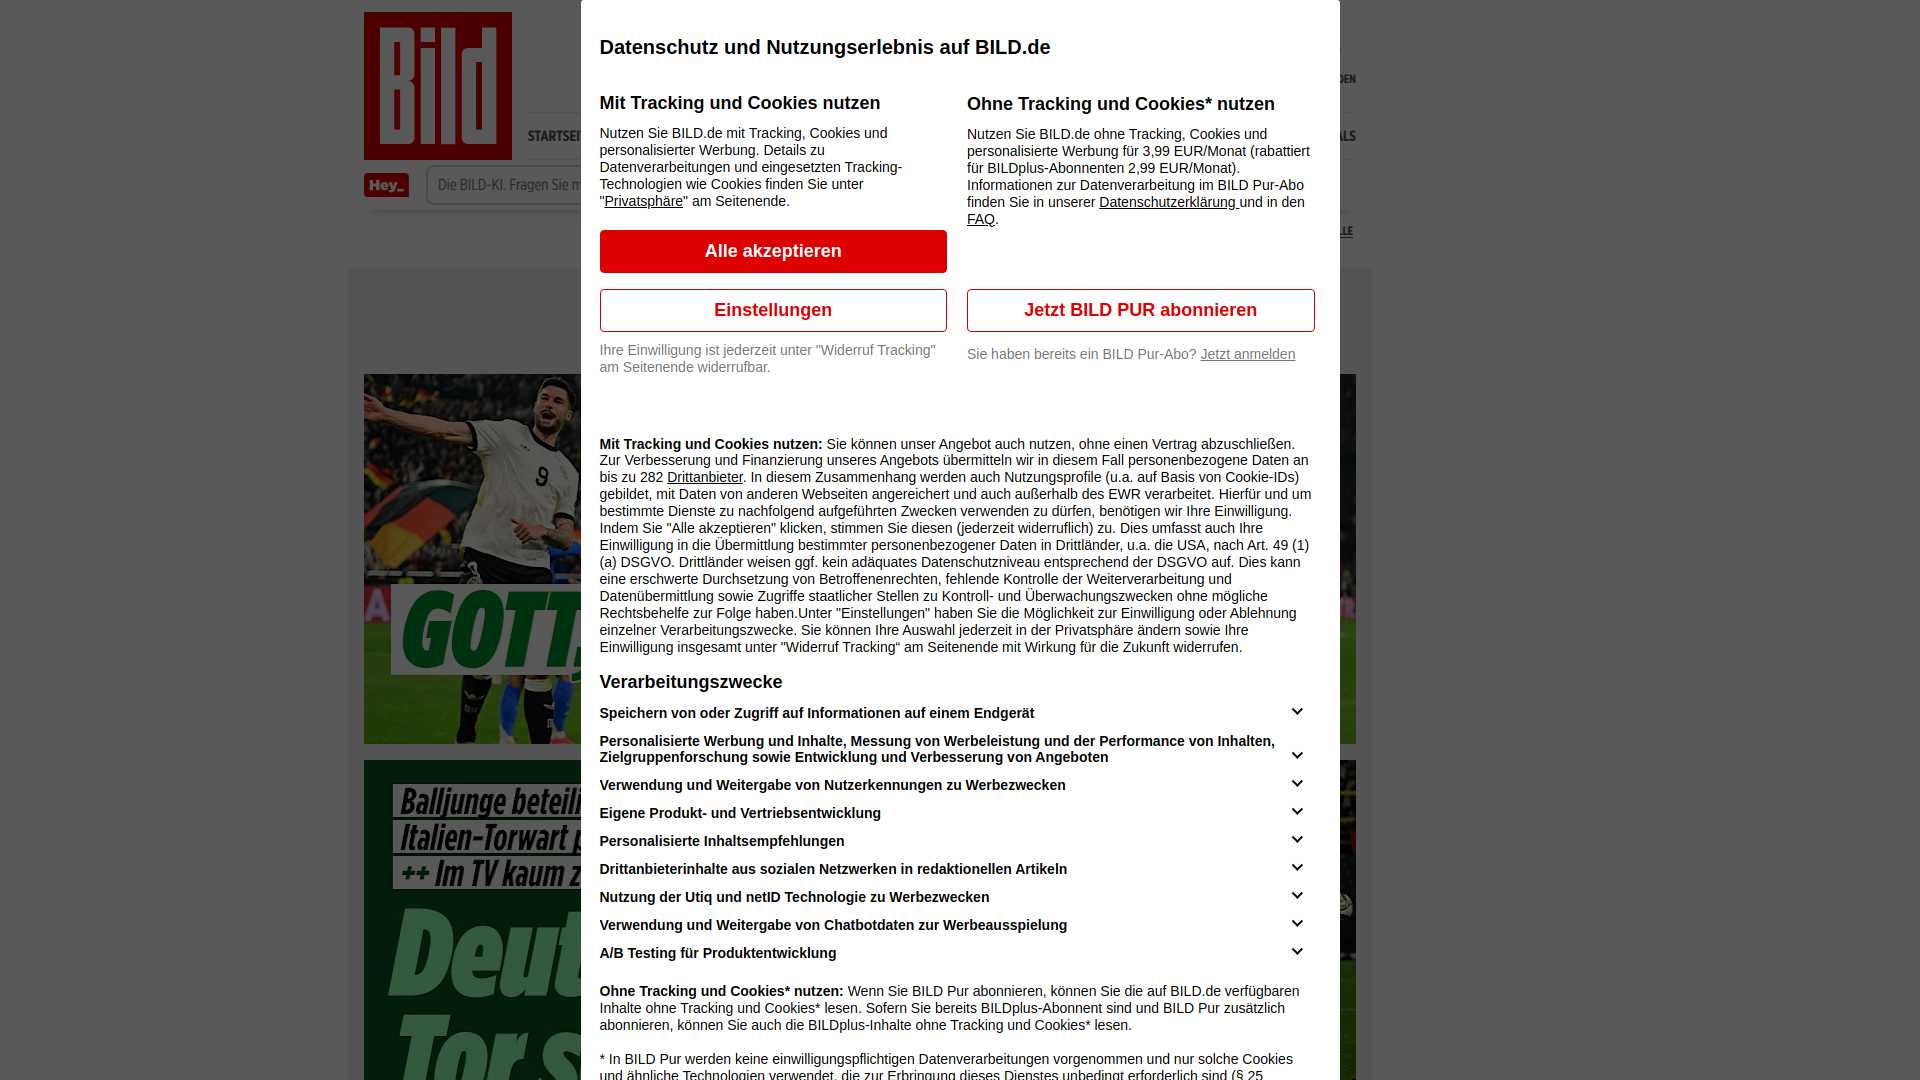 Bild
Datenschutz und Nutzungserlebnis auf BILD.de
Mit Tracking und Cookies nutzen
Nutzen Sie BILD.de mit Tracking, Cookies und
personalisierter Werbung. Details zu
Datenverarbeitungen und eingesetzten Tracking-
Technologien wie Cookies finden Sie unter
"Privatsphäre" am Seitenende.
Alle akzeptieren
Einstellungen
Ihre Einwilligung ist jederzeit unter "Widerruf Tracking"
am Seitenende widerrufbar.
Ohne Tracking und Cookies* nutzen
Nutzen Sie BILD.de ohne Tracking, Cookies und
personalisierte Werbung für 3,99 EUR/Monat (rabattiert
für BILDplus-Abonnenten 2,99 EUR/Monat).
Informationen zur Datenverarbeitung im BILD Pur-Abo
finden Sie in unserer Datenschutzerklärung und in den
FAQ.
Jetzt BILD PUR abonnieren
Sie haben bereits ein BILD Pur-Abo? Jetzt anmelden
Hey_
Die BILD-KI. Fragen Sie
Mit Tracking und Cookies nutzen: Sie können unser Angebot auch nutzen, ohne einen Vertrag abzuschließen.
Zur Verbesserung und Finanzierung unseres Angebots übermitteln wir in diesem Fall personenbezogene Daten an
bis zu 282 Drittanbieter. In diesem Zusammenhang werden auch Nutzungsprofile (u.a. auf Basis von Cookie-IDs)
gebildet, mit Daten von anderen Webseiten angereichert und auch außerhalb des EWR verarbeitet. Hierfür und um
bestimmte Dienste zu nachfolgend aufgeführten Zwecken verwenden zu dürfen, benötigen wir Ihre Einwilligung.
Indem Sie "Alle akzeptieren" klicken, stimmen Sie diesen (jederzeit widerruflich) zu. Dies umfasst auch Ihre
Einwilligung in die Übermittlung bestimmter personenbezogener Daten in Drittländer, u.a. die USA, nach Art. 49 (1)
(a) DSGVO. Drittländer weisen ggf. kein adäquates Datenschutzniveau entsprechend der DSGVO auf. Dies kann
eine erschwerte Durchsetzung von Betroffenenrechten, fehlende Kontrolle der Weiterverarbeitung und
Datenübermittlung sowie Zugriffe staatlicher Stellen zu Kontroll- und Überwachungszwecken ohne mögliche
Rechtsbehelfe zur Folge haben.Unter "Einstellungen" haben Sie die Möglichkeit zur Einwilligung oder Ablehnung
einzelner Verarbeitungszwecke. Sie können Ihre Auswahl jederzeit in der Privatsphäre ändern sowie Ihre
Einwilligung insgesamt unter "Widerruf Tracking“ am Seitenende mit Wirkung für die Zukunft widerrufen.
Verarbeitungszwecke
Speichern von oder Zugriff auf Informationen auf einem Endgerät
Personalisierte Werbung und Inhalte, Messung von Werbeleistung und der Performance von Inhalten,
Zielgruppenforschung sowie Entwicklung und Verbesserung von Angeboten
Verwendung und Weitergabe von Nutzerkennungen zu Werbezwecken
Eigene Produkt- und Vertriebsentwicklung
Personalisierte Inhaltsempfehlungen
Drittanbieterinhalte aus sozialen Netzwerken in redaktionellen Artikeln
Nutzung der Utiq und netID Technologie zu Werbezwecken
Verwendung und Weitergabe von Chatbotdaten zur Werbeausspielung
A/B Testing für Produktentwicklung
Ohne Tracking und Cookies* nutzen: Wenn Sie BILD Pur abonnieren, können Sie die auf BILD.de verfügbaren
Inhalte ohne Tracking und Cookies* lesen. Sofern Sie bereits BILDplus-Abonnent sind und BILD Pur zusätzlich
abonnieren, können Sie auch die BILDplus-Inhalte ohne Tracking und Cookies* lesen.
* In BILD Pur werden keine einwilligungspflichtigen Datenverarbeitungen vorgenommen und nur solche Cookies
und ähnliche Technologien verwendet, die zur Erbringung dieses Dienstes unbedingt erforderlich sind (§ 25
9
Balljunge
Italien-Torwart
++ Im TV kaum